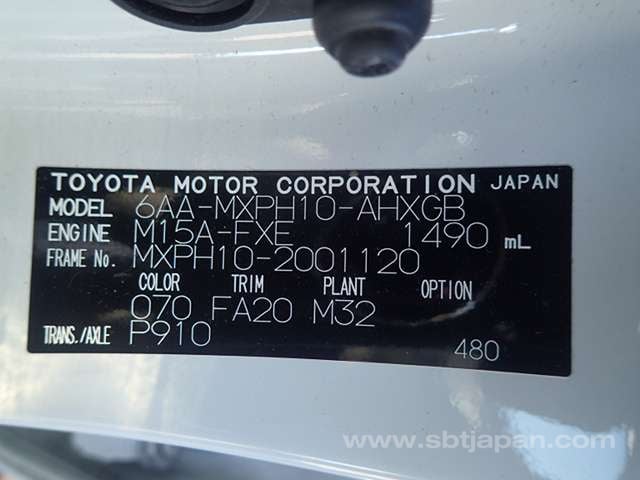 TOYOTA MOTOR CORPORATION JAPAN
MODEL 6AA-MXPH10-AHXGB
ENGINE M15A-FXE 1490 mL
FRAME No. MXPH10-2001120
COLOR TRIM PLANT OPTION
070 FA20 M32
TRANS./AXLE P910
480
www.sbtjapan.com